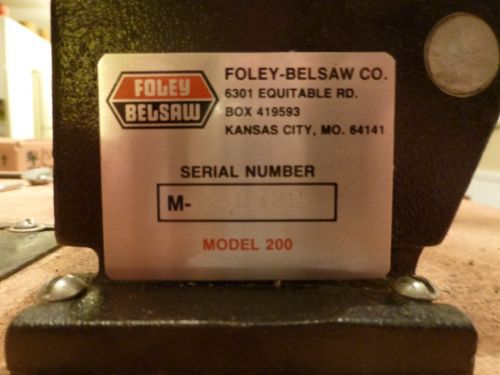 FOLEY
BELSAW
FOLEY-BELSAW CO.
6301 EQUITABLE RD.
BOX 419593
KANSAS CITY, MO. 64141
SERIAL NUMBER
M-
MODEL 200